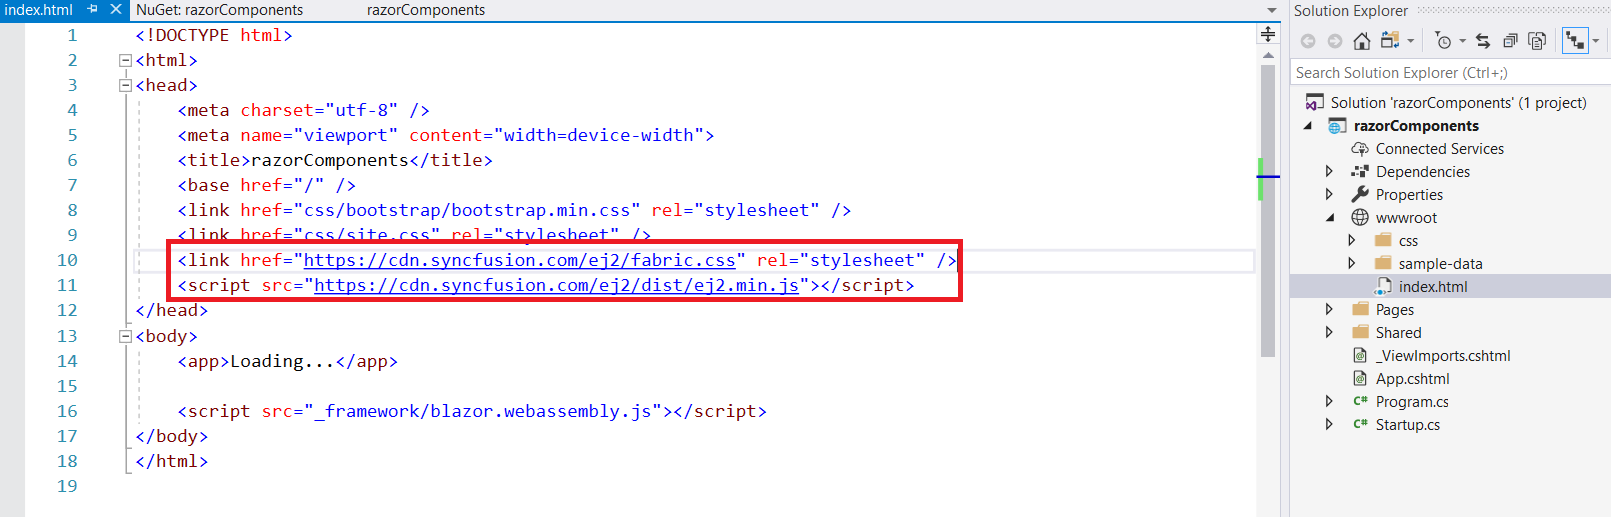 index.html
NuGet: razorComponents
razorComponents
1 <!DOCTYPE html>
2 <html>
3 <head>
4 <meta charset="utf-8" />
5 <meta name="viewport" content="width=device-width">
6 <title>razorComponents</title>
7 <base href="/" />
8 <link href="css/bootstrap/bootstrap.min.css" rel="stylesheet" />
9 <link href="css/site.css" rel="stylesheet" />
10 <link href="https://cdn.syncfusion.com/ej2/fabric.css" rel="stylesheet" />
11 <script src="https://cdn.syncfusion.com/ej2/dist/ej2.min.js"></script>
12 </head>
13 <body>
14 <app>Loading...</app>
15
16 <script src="_framework/blazor.webassembly.js"></script>
17 </body>
18 </html>
19
Solution Explorer
Search Solution Explorer (Ctrl+;)
Solution 'razorComponents' (1 project)
razorComponents
Connected Services
Dependencies
Properties
wwwroot
css
sample-data
index.html
Pages
Shared
_ViewImports.cshtml
App.cshtml
C# Program.cs
C# Startup.cs